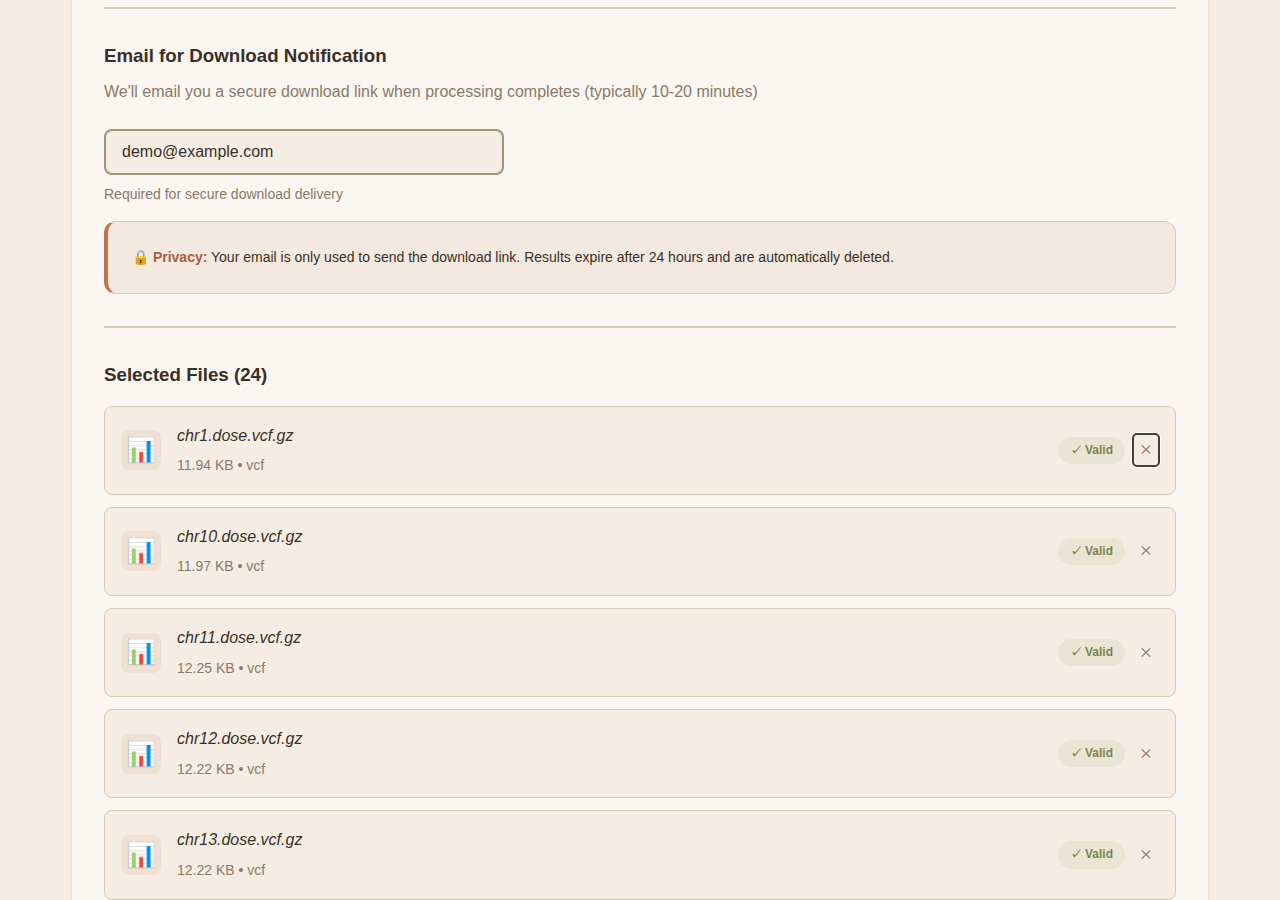 Email for Download Notification
We'll email you a secure download link when processing completes (typically 10-20 minutes)
demo@example.com
Required for secure download delivery
🔒 Privacy: Your email is only used to send the download link. Results expire after 24 hours and are automatically deleted.
Selected Files (24)
chr1.dose.vcf.gz
11.94 KB • vcf
✓ Valid ×
chr10.dose.vcf.gz
11.97 KB • vcf
✓ Valid ×
chr11.dose.vcf.gz
12.25 KB • vcf
✓ Valid ×
chr12.dose.vcf.gz
12.22 KB • vcf
✓ Valid ×
chr13.dose.vcf.gz
12.22 KB • vcf
✓ Valid ×